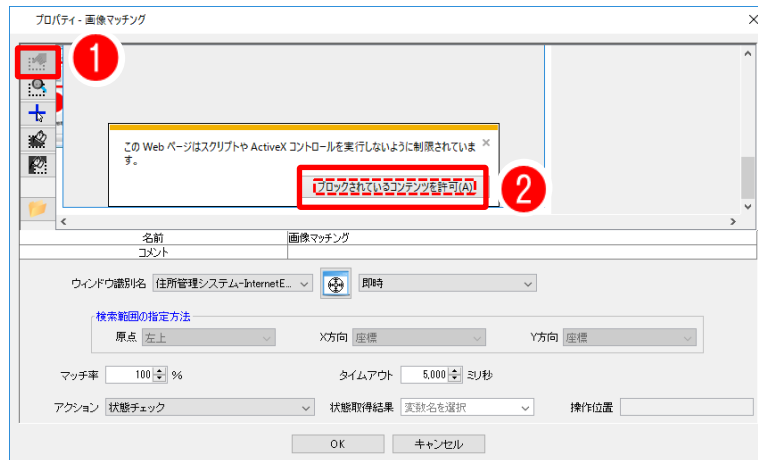 プロパティ - 画像マッチング
1
この Web ページはスクリプトや ActiveX コントロールを実行しないように制限されていま
す。
ブロックされているコンテンツを許可(A)
2
名前 画像マッチング
コメント
ウィンドウ識別名 住所管理システム-InternetE... 即時
検索範囲の指定方法
原点 左上 X方向 座標 Y方向 座標
マッチ率 100 % タイムアウト 5,000 ミリ秒
アクション 状態チェック 状態取得結果 変数名を選択 操作位置
OK キャンセル